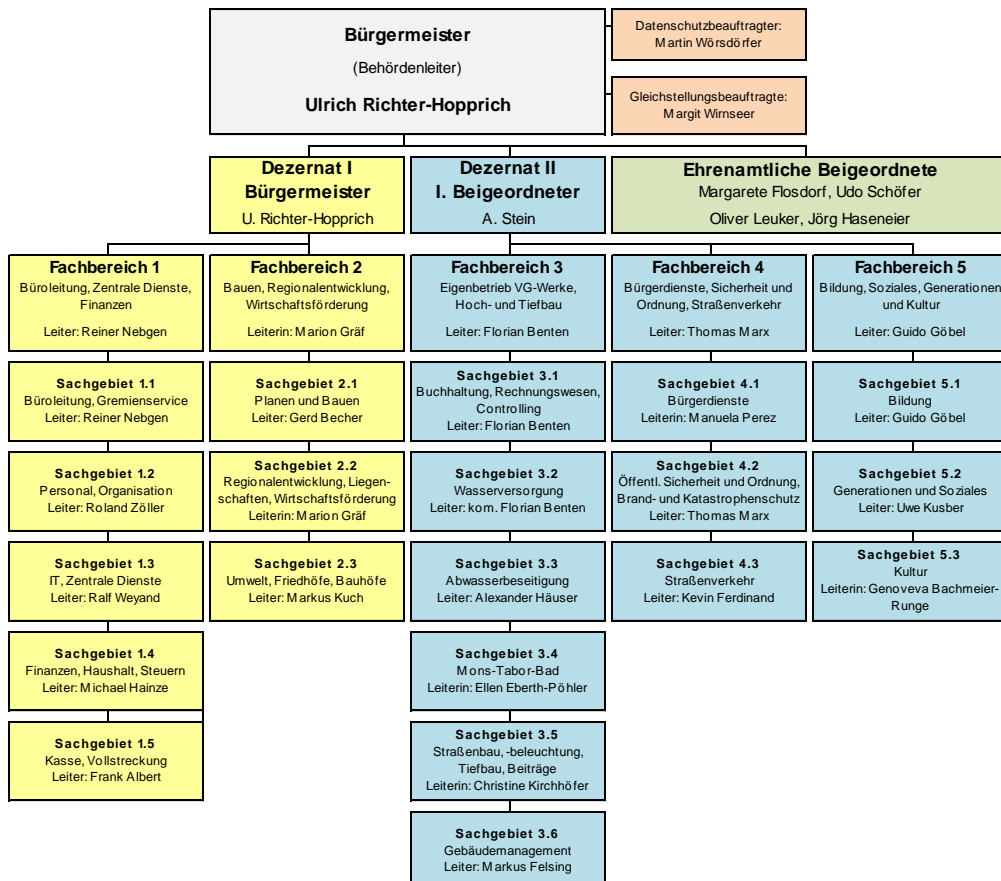 Bürgermeister
(Behördenleiter)
Ulrich Richter-Hopprich
Datenschutzbeauftragter:
Martin Wörsdörfer
Gleichstellungsbeauftragte:
Margit Wirnseer
Dezernat I
Bürgermeister
U. Richter-Hopprich
Dezernat II
I. Beigeordneter
A. Stein
Ehrenamtliche Beigeordnete
Margarete Flosdorf, Udo Schöfer
Oliver Leuker, Jörg Haseneier
Fachbereich 1
Büroleitung, Zentrale Dienste,
Finanzen
Leiter: Reiner Nebgen
Fachbereich 2
Bauen, Regionalentwicklung,
Wirtschaftsförderung
Leiterin: Marion Gräf
Fachbereich 3
Eigenbetrieb VG-Werke,
Hoch- und Tiefbau
Leiter: Florian Benten
Fachbereich 4
Bürgerdienste, Sicherheit und
Ordnung, Straßenverkehr
Leiter: Thomas Marx
Fachbereich 5
Bildung, Soziales, Generationen
und Kultur
Leiter: Guido Göbel
Sachgebiet 1.1
Büroleitung, Gremienservice
Leiter: Reiner Nebgen
Sachgebiet 2.1
Planen und Bauen
Leiter: Gerd Becher
Sachgebiet 3.1
Buchhaltung, Rechnungswesen,
Controlling
Leiter: Florian Benten
Sachgebiet 4.1
Bürgerdienste
Leiterin: Manuela Perez
Sachgebiet 5.1
Bildung
Leiter: Guido Göbel
Sachgebiet 1.2
Personal, Organisation
Leiter: Roland Zöller
Sachgebiet 2.2
Regionalentwicklung, Liegen-
schaften, Wirtschaftsförderung
Leiterin: Marion Gräf
Sachgebiet 3.2
Wasserversorgung
Leiter: kom. Florian Benten
Sachgebiet 4.2
Öffentl. Sicherheit und Ordnung,
Brand- und Katastrophenschutz
Leiter: Thomas Marx
Sachgebiet 5.2
Generationen und Soziales
Leiter: Uwe Kusber
Sachgebiet 1.3
IT, Zentrale Dienste
Leiter: Ralf Weyand
Sachgebiet 2.3
Umwelt, Friedhöfe, Bauhöfe
Leiter: Markus Kuch
Sachgebiet 3.3
Abwasserbeseitigung
Leiter: Alexander Häuser
Sachgebiet 4.3
Straßenverkehr
Leiter: Kevin Ferdinand
Sachgebiet 5.3
Kultur
Leiterin: Genoveva Bachmeier-
Runge
Sachgebiet 1.4
Finanzen, Haushalt, Steuern
Leiter: Michael Hainze
Sachgebiet 3.4
Mons-Tabor-Bad
Leiterin: Ellen Eberth-Pöhler
Sachgebiet 1.5
Kasse, Vollstreckung
Leiter: Frank Albert
Sachgebiet 3.5
Straßenbau, -beleuchtung,
Tiefbau, Beiträge
Leiterin: Christine Kirchhöfer
Sachgebiet 3.6
Gebäudemanagement
Leiter: Markus Felsing